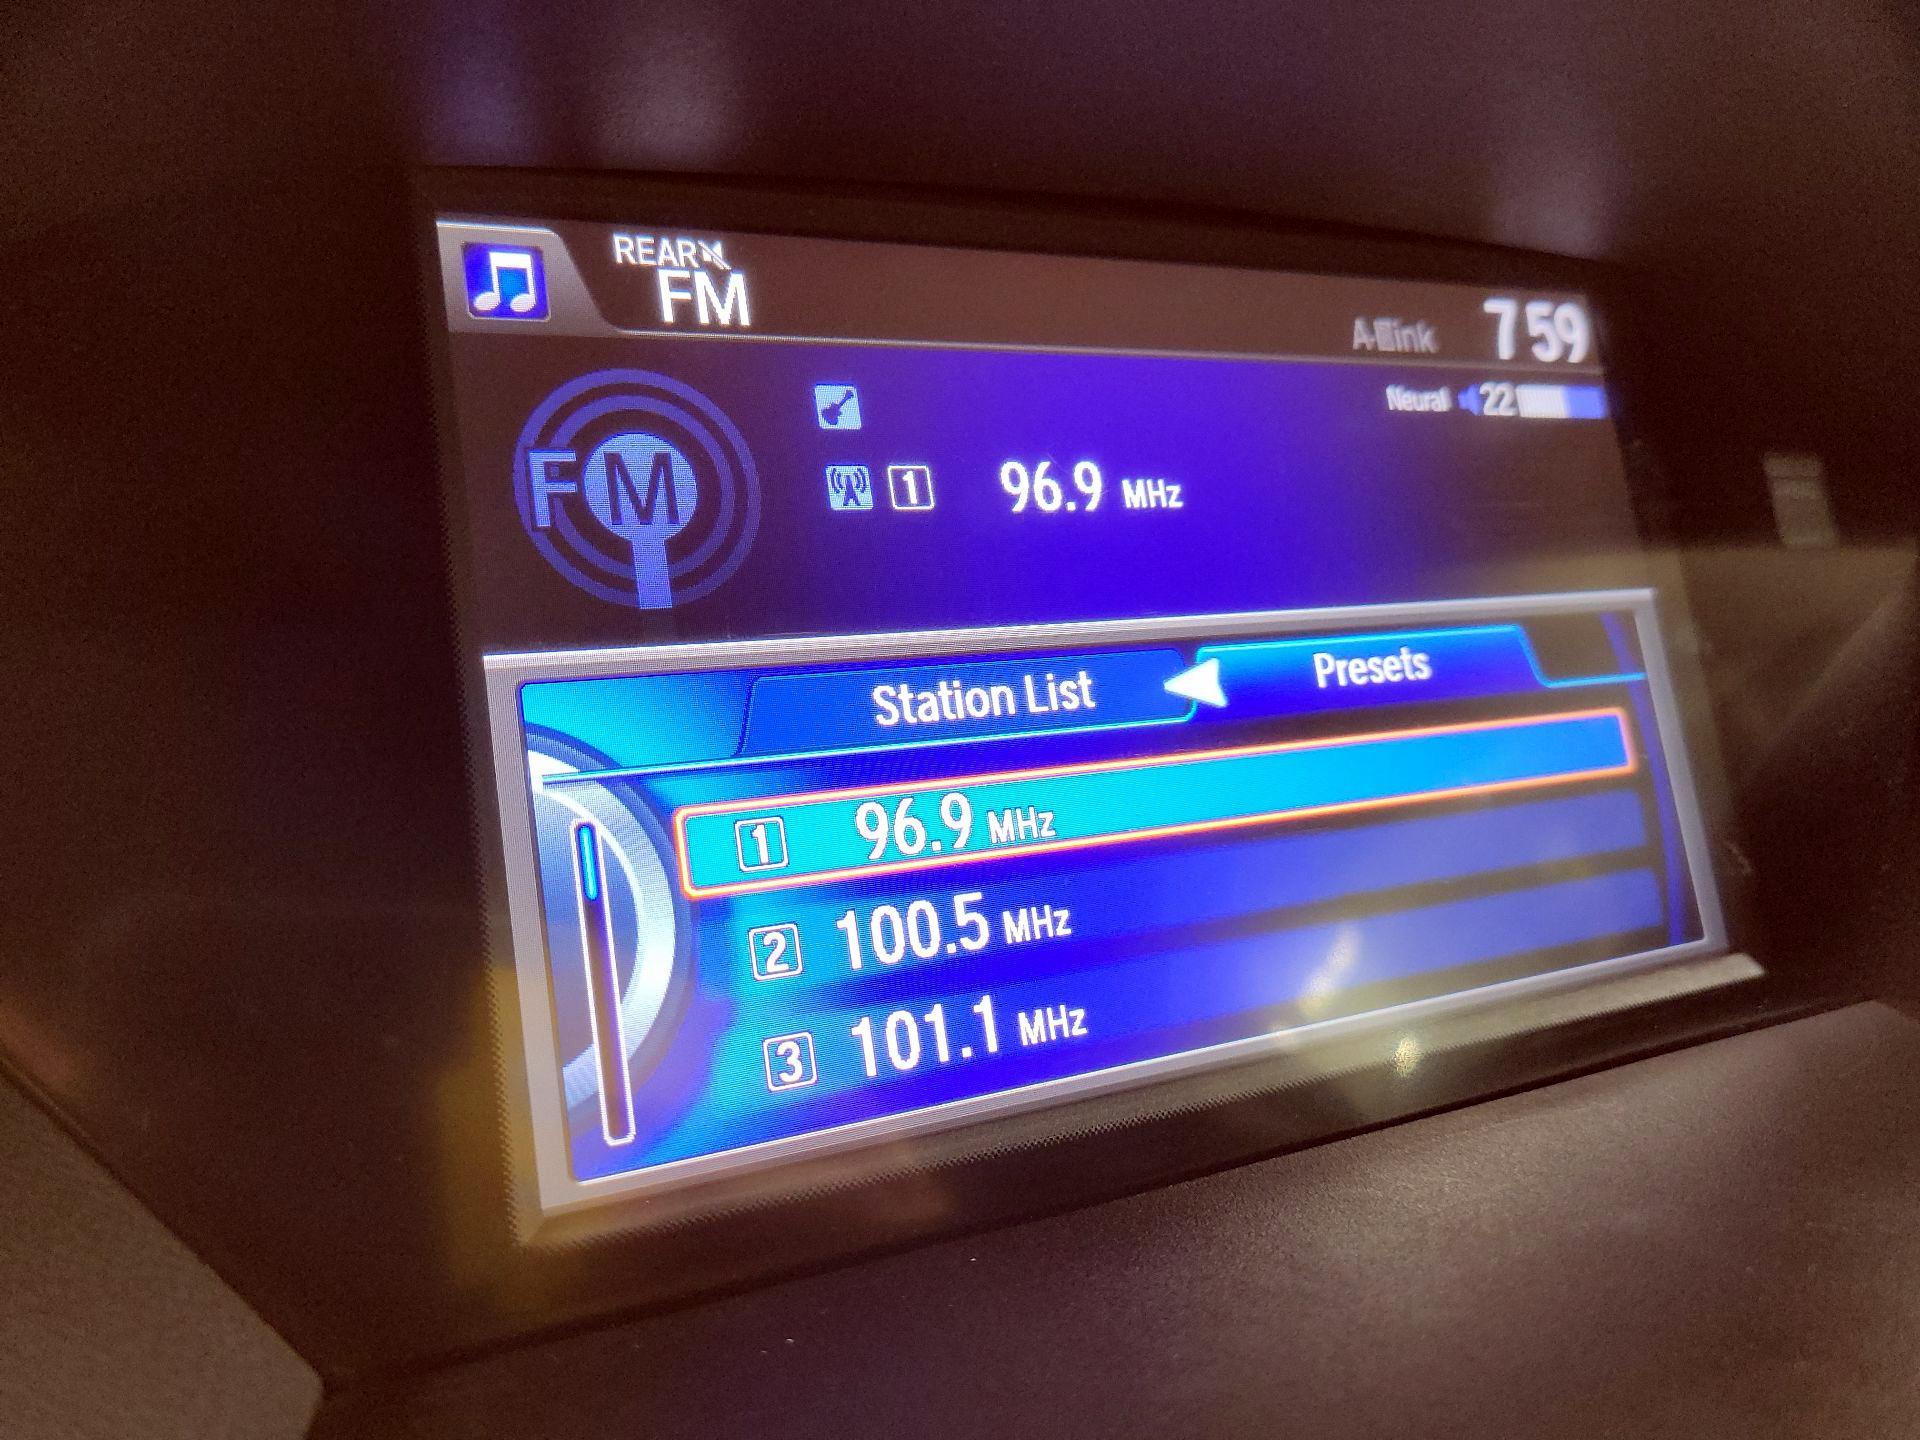 REAR
FM
7 59
Neural 22
FM
1 96.9 MHz
Station List Presets
1 96.9 MHz
2 100.5 MHz
3 101.1 MHz